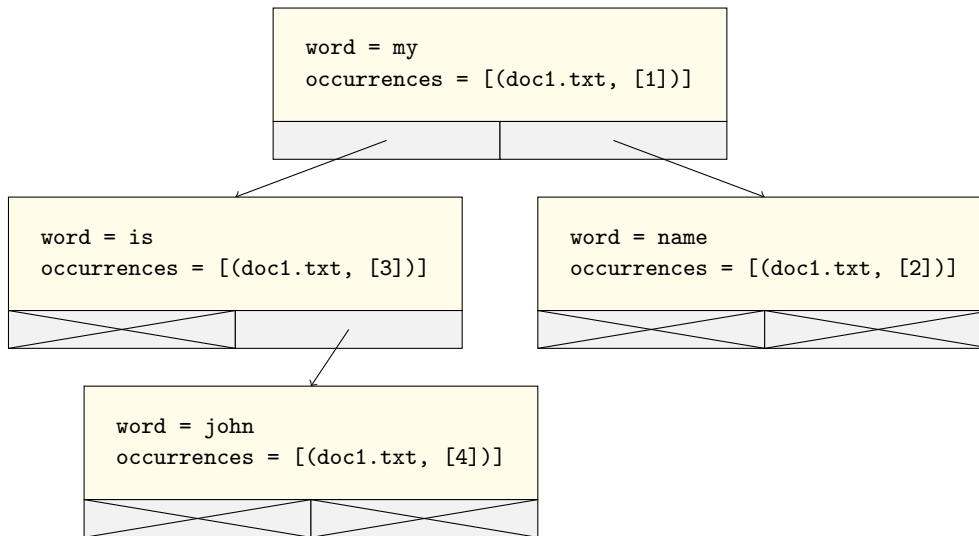 word = my
occurrences = [(doc1.txt, [1])]
word = is
occurrences = [(doc1.txt, [3])]
word = name
occurrences = [(doc1.txt, [2])]
word = john
occurrences = [(doc1.txt, [4])]